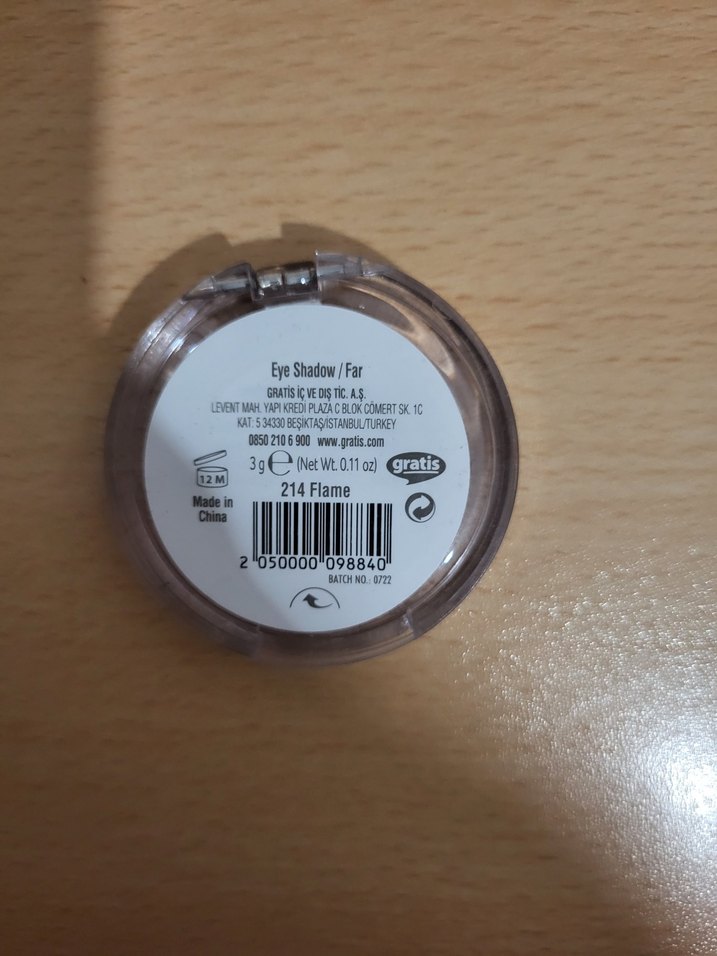 Eye Shadow / Far
GRATİS İÇ VE DIŞ TİC. A.Ş.
LEVENT MAH. YAPI KREDİ PLAZA C BLOK CÖMERT SK. 1C
KAT: 5 34330 BEŞİKTAŞ/İSTANBUL/TURKEY
0850 210 6 900 www.gratis.com
3 g ℮ (Net Wt. 0.11 oz) gratis
12 M
214 Flame
Made in
China
2 050000 098840
BATCH NO.: 0722